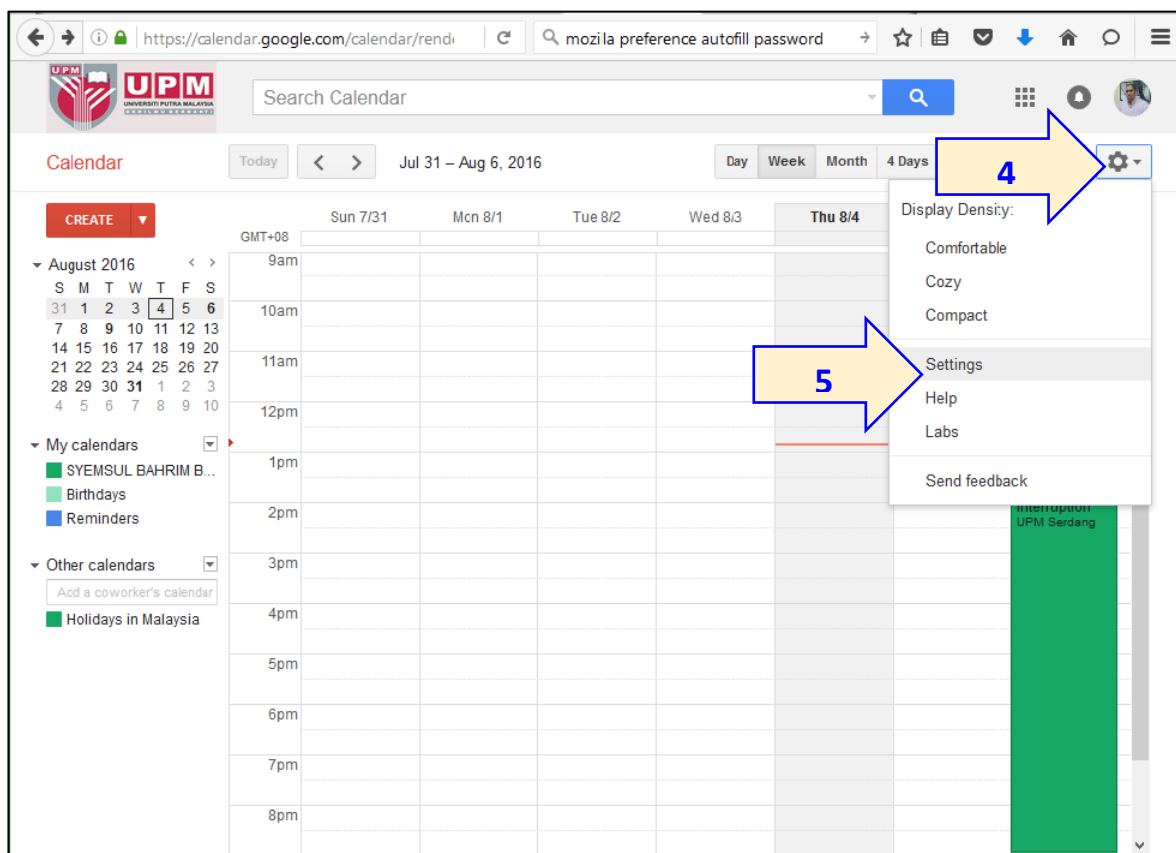 https://calendar.google.com/calendar/rende
mozila preference autofill password
UPM
UPM
UNIVERSITI PUTRA MALAYSIA
BERILMU BERBAKTI
Search Calendar
Calendar
Today
Jul 31 – Aug 6, 2016
Day Week Month 4 Days
4
CREATE
Sun 7/31 Mon 8/1 Tue 8/2 Wed 8/3 Thu 8/4
GMT+08
August 2016 < >
S M T W T F S
31 1 2 3 4 5 6
7 8 9 10 11 12 13
14 15 16 17 18 19 20
21 22 23 24 25 26 27
28 29 30 31 1 2 3
4 5 6 7 8 9 10
My calendars
SYEMSUL BAHRIM B...
Birthdays
Reminders
Other calendars
Add a coworker's calendar
Holidays in Malaysia
9am
10am
11am
12pm
1pm
2pm
3pm
4pm
5pm
6pm
7pm
8pm
Display Density:
Comfortable
Cozy
Compact
5
Settings
Help
Labs
Send feedback
Interruption
UPM Serdang